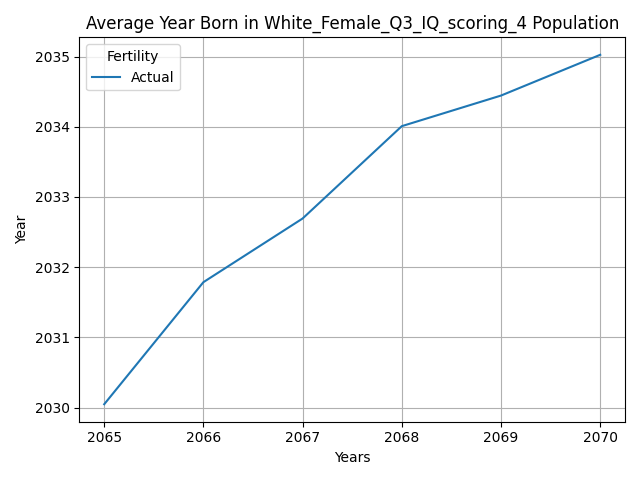 Average Year Born in White_Female_Q3_IQ_scoring_4 Population
Fertility
Actual
2035
2034
2033
2032
2031
2030
Year
2065 2066 2067 2068 2069 2070
Years